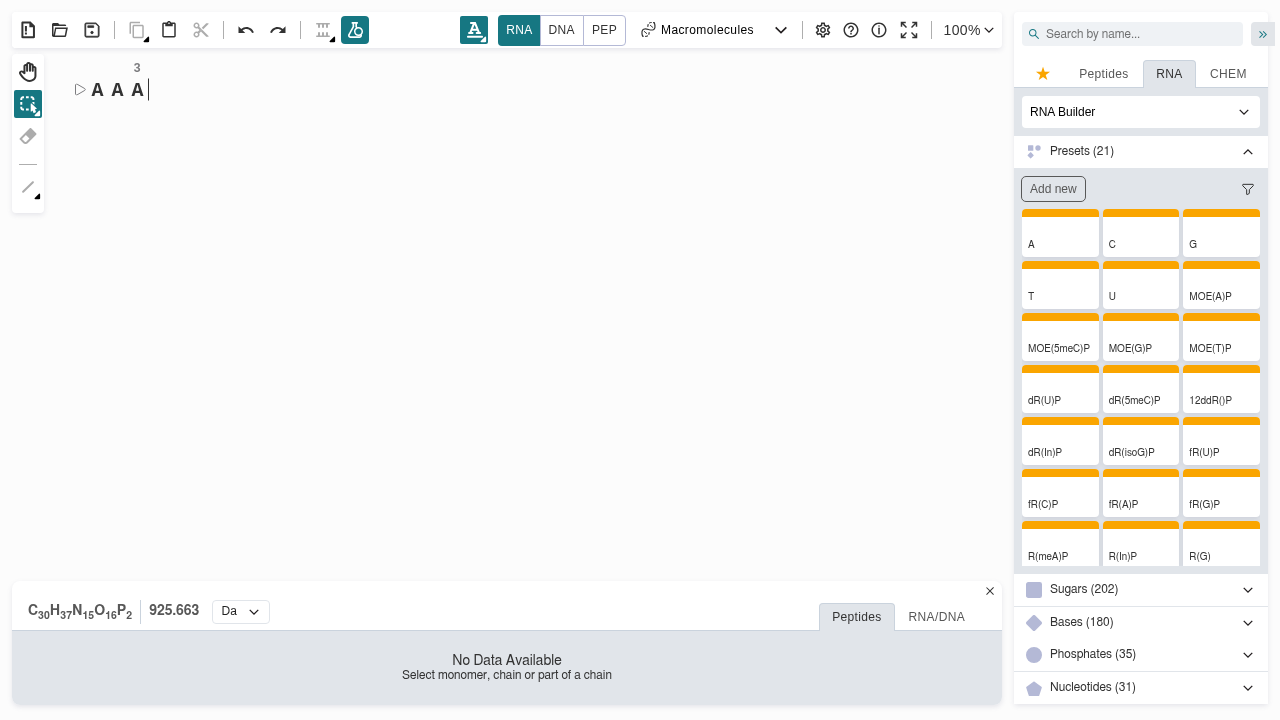 RNA DNA PEP Macromolecules 100%
Search by name...
Peptides RNA CHEM
RNA Builder
Presets (21)
Add new
A C G
T U MOE(A)P
MOE(5meC)P MOE(G)P MOE(T)P
dR(U)P dR(5meC)P 12ddR()P
dR(In)P dR(isoG)P fR(U)P
fR(C)P fR(A)P fR(G)P
R(meA)P R(In)P R(G)
Sugars (202)
Bases (180)
Phosphates (35)
Nucleotides (31)
3
A A A
C30H37N15O16P2 925.663 Da
Peptides RNA/DNA
No Data Available
Select monomer, chain or part of a chain